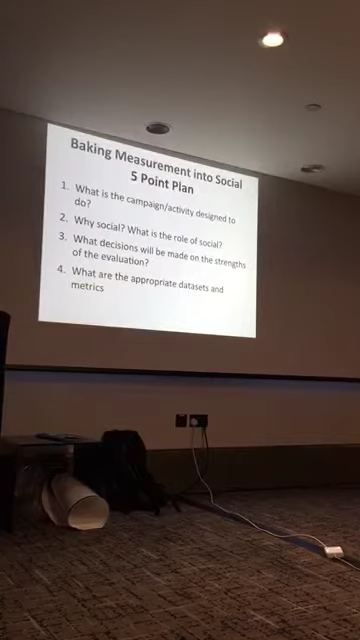 Baking Measurement into Social
5 Point Plan
1. What is the campaign/activity designed to
do?
2. Why social? What is the role of social?
3. What decisions will be made on the strengths
of the evaluation?
4. What are the appropriate datasets and
metrics